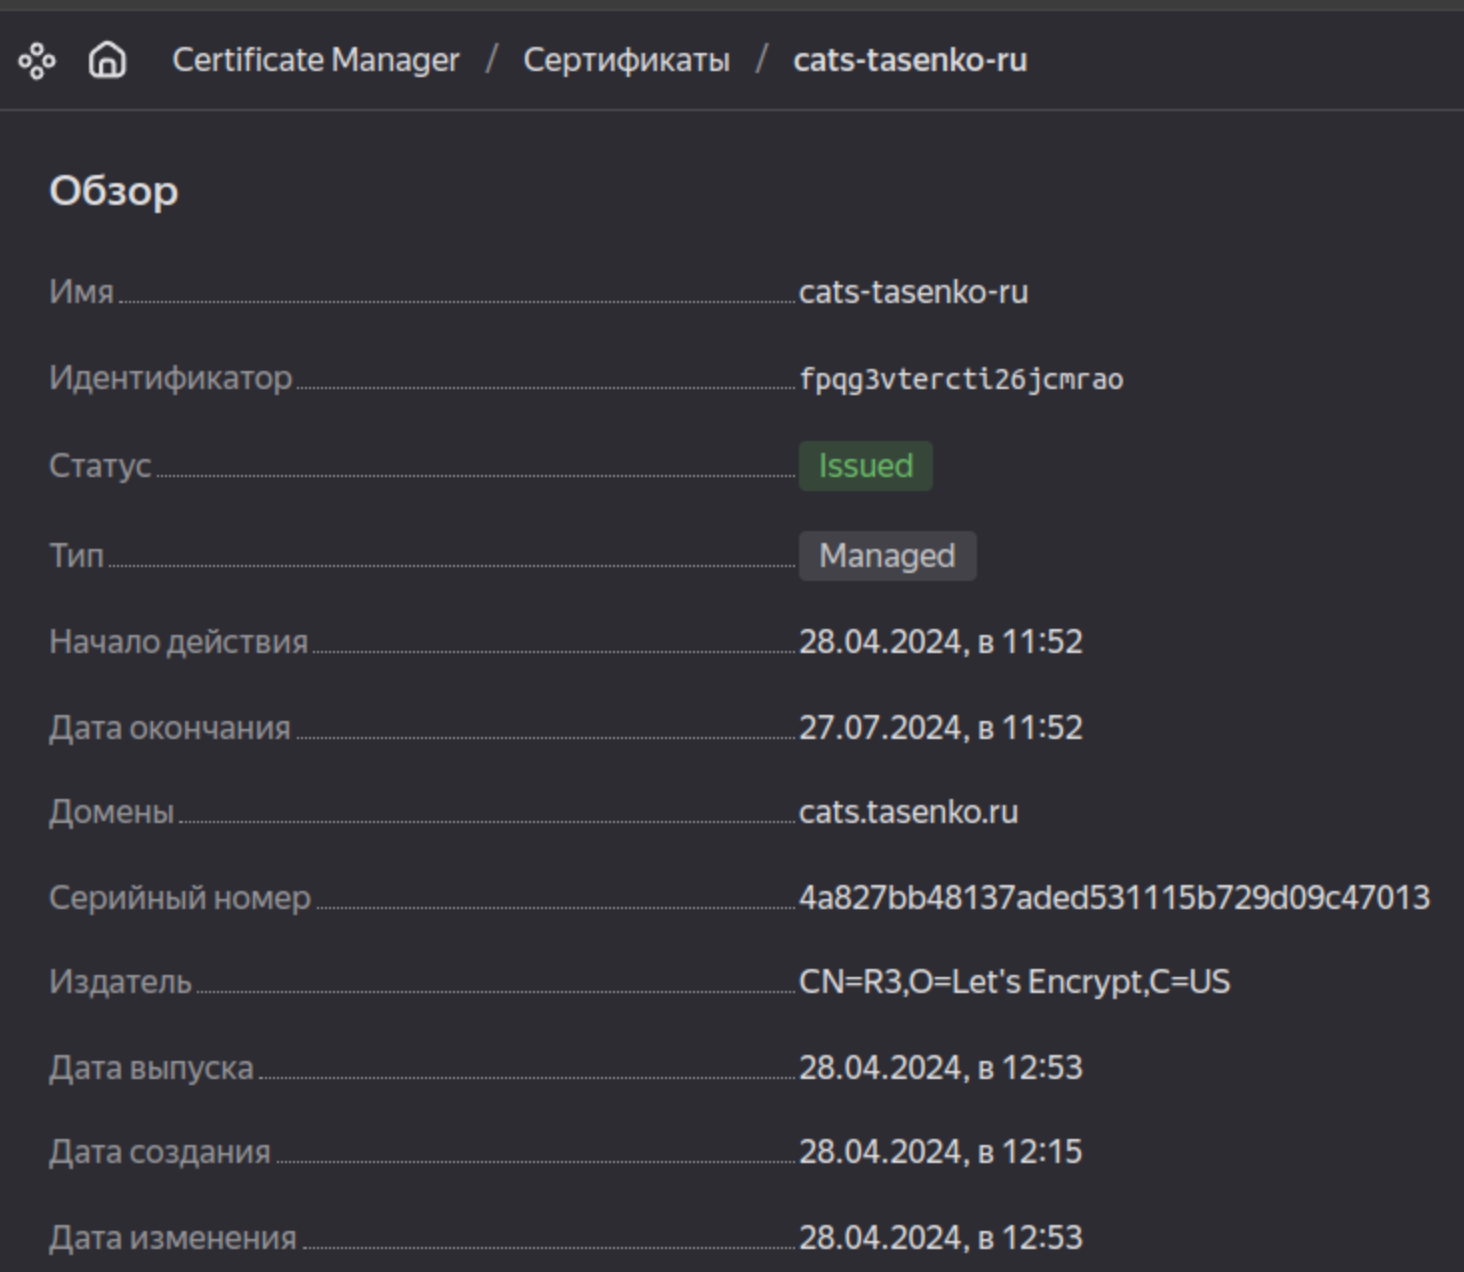 Certificate Manager / Сертификаты / cats-tasenko-ru
Обзор
Имя cats-tasenko-ru
Идентификатор fpqg3vtercti26jcmrao
Статус Issued
Тип Managed
Начало действия 28.04.2024, в 11:52
Дата окончания 27.07.2024, в 11:52
Домены cats.tasenko.ru
Серийный номер 4a827bb48137aded531115b729d09c47013
Издатель CN=R3,O=Let's Encrypt,C=US
Дата выпуска 28.04.2024, в 12:53
Дата создания 28.04.2024, в 12:15
Дата изменения 28.04.2024, в 12:53